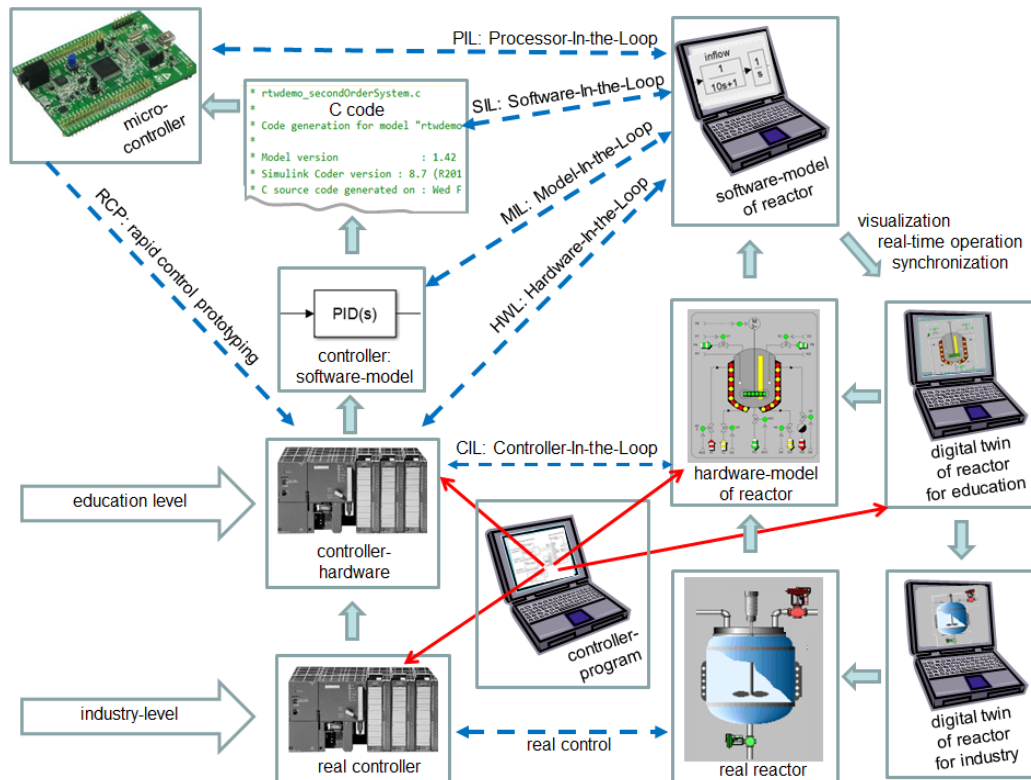 PIL: Processor-In-the-Loop
inflow
1
10s+1
1
s
micro-
controller
* rtwdemo_secondOrderSystem.c
*
C code
* Code generation for model "rtwdemo
*
* Model version : 1.42
* Simulink Coder version : 8.7 (R201
* C source code generated on : Wed F
SIL: Software-In-the-Loop
MIL: Model-In-the-Loop
HWL: Hardware-In-the-Loop
software-model
of reactor
RCP: rapid control prototyping
visualization
real-time operation
synchronization
PID(s)
controller:
software-model
M
education level
controller-
hardware
CIL: Controller-In-the-Loop
hardware-model
of reactor
digital twin
of reactor
for education
controller-
program
industry-level
real controller
real control
real reactor
digital twin
of reactor
for industry